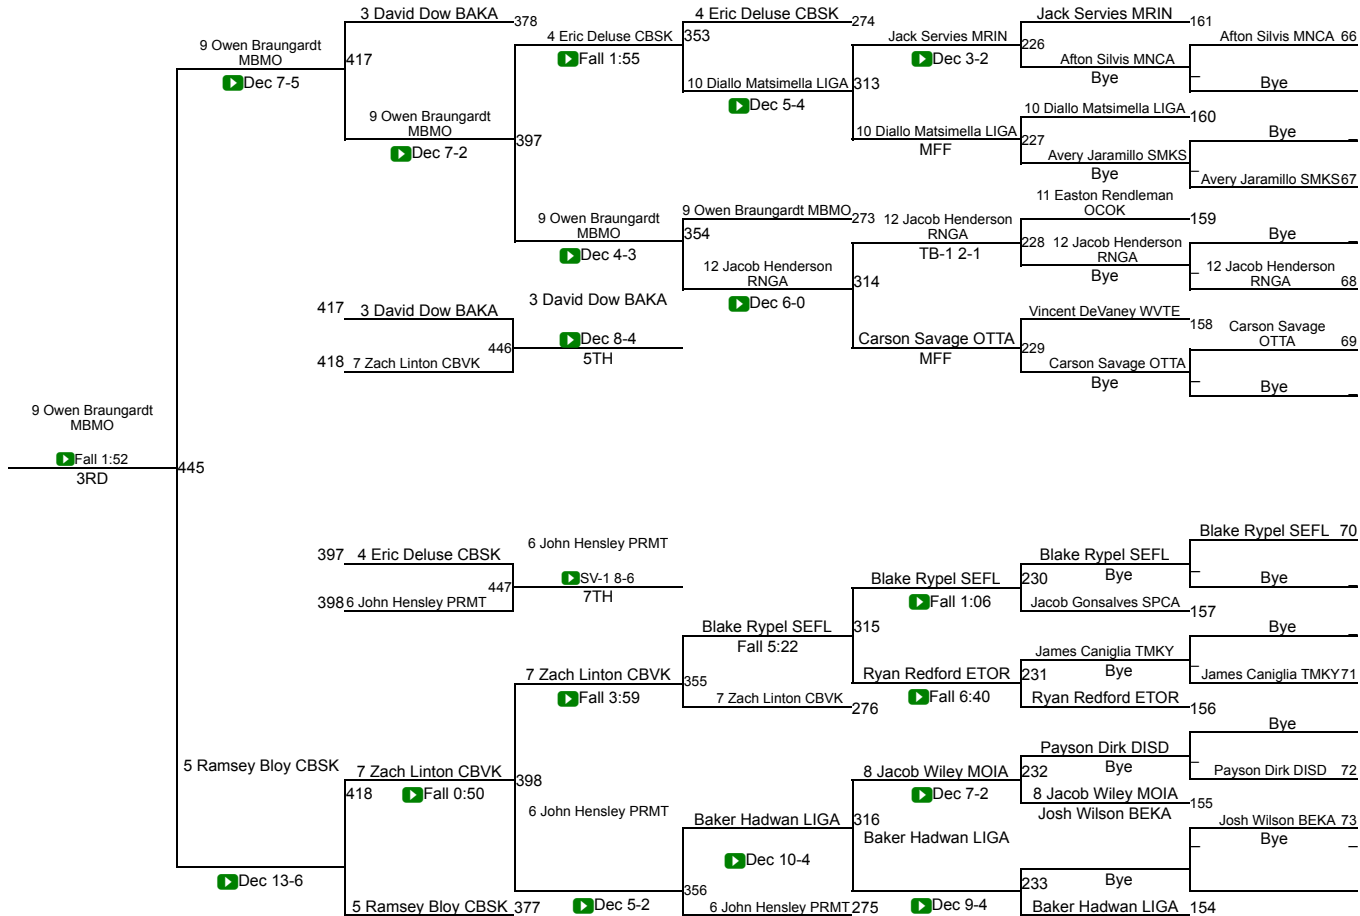 3 David Dow BAKA
378
4 Eric Deluse CBSK
274
Jack Servies MRIN
161
9 Owen Braungardt
MBMO
417
Dec 7-5
4 Eric Deluse CBSK
353
Fall 1:55
Jack Servies MRIN
226
Dec 3-2
Afton Silvis MNCA 66
Afton Silvis MNCA
Bye
Bye
10 Diallo Matsimella LIGA
313
Dec 5-4
10 Diallo Matsimella LIGA
160
9 Owen Braungardt
MBMO
397
Dec 7-2
10 Diallo Matsimella LIGA
227
MFF
Bye
Avery Jaramillo SMKS
Bye
Avery Jaramillo SMKS67
11 Easton Rendleman
OCOK
159
9 Owen Braungardt
MBMO
354
Dec 4-3
9 Owen Braungardt MBMO
273
12 Jacob Henderson
RNGA
228
TB-1 2-1
Bye
12 Jacob Henderson
RNGA
Bye
12 Jacob Henderson
RNGA 68
12 Jacob Henderson
RNGA
314
Dec 6-0
417
3 David Dow BAKA
3 David Dow BAKA
446
Dec 8-4
5TH
418
7 Zach Linton CBVK
Vincent DeVaney WVTE
158
Carson Savage OTTA
229
MFF
Carson Savage
OTTA 69
Carson Savage OTTA
Bye
Bye
9 Owen Braungardt
MBMO
Fall 1:52
445
3RD
397
4 Eric Deluse CBSK
6 John Hensley PRMT
447
SV-1 8-6
7TH
398
6 John Hensley PRMT
Blake Rypel SEFL 70
Blake Rypel SEFL
Bye
Bye
Blake Rypel SEFL
230
Fall 1:06
Jacob Gonsalves SPCA
157
Blake Rypel SEFL
315
Fall 5:22
Bye
James Caniglia TMKY
Bye
James Caniglia TMKY71
7 Zach Linton CBVK
355
Fall 3:59
Ryan Redford ETOR
231
Fall 6:40
Ryan Redford ETOR
156
7 Zach Linton CBVK
276
Bye
5 Ramsey Bloy CBSK
7 Zach Linton CBVK
398
418
Fall 0:50
8 Jacob Wiley MOIA
232
Dec 7-2
Payson Dirk DISD
Bye
Payson Dirk DISD 72
8 Jacob Wiley MOIA
155
6 John Hensley PRMT
Baker Hadwan LIGA
316
Dec 10-4
Baker Hadwan LIGA
Josh Wilson BEKA
Josh Wilson BEKA 73
Bye
Dec 13-6
356
233
Bye
5 Ramsey Bloy CBSK
377
Dec 5-2
6 John Hensley PRMT
275
Dec 9-4
Baker Hadwan LIGA
154